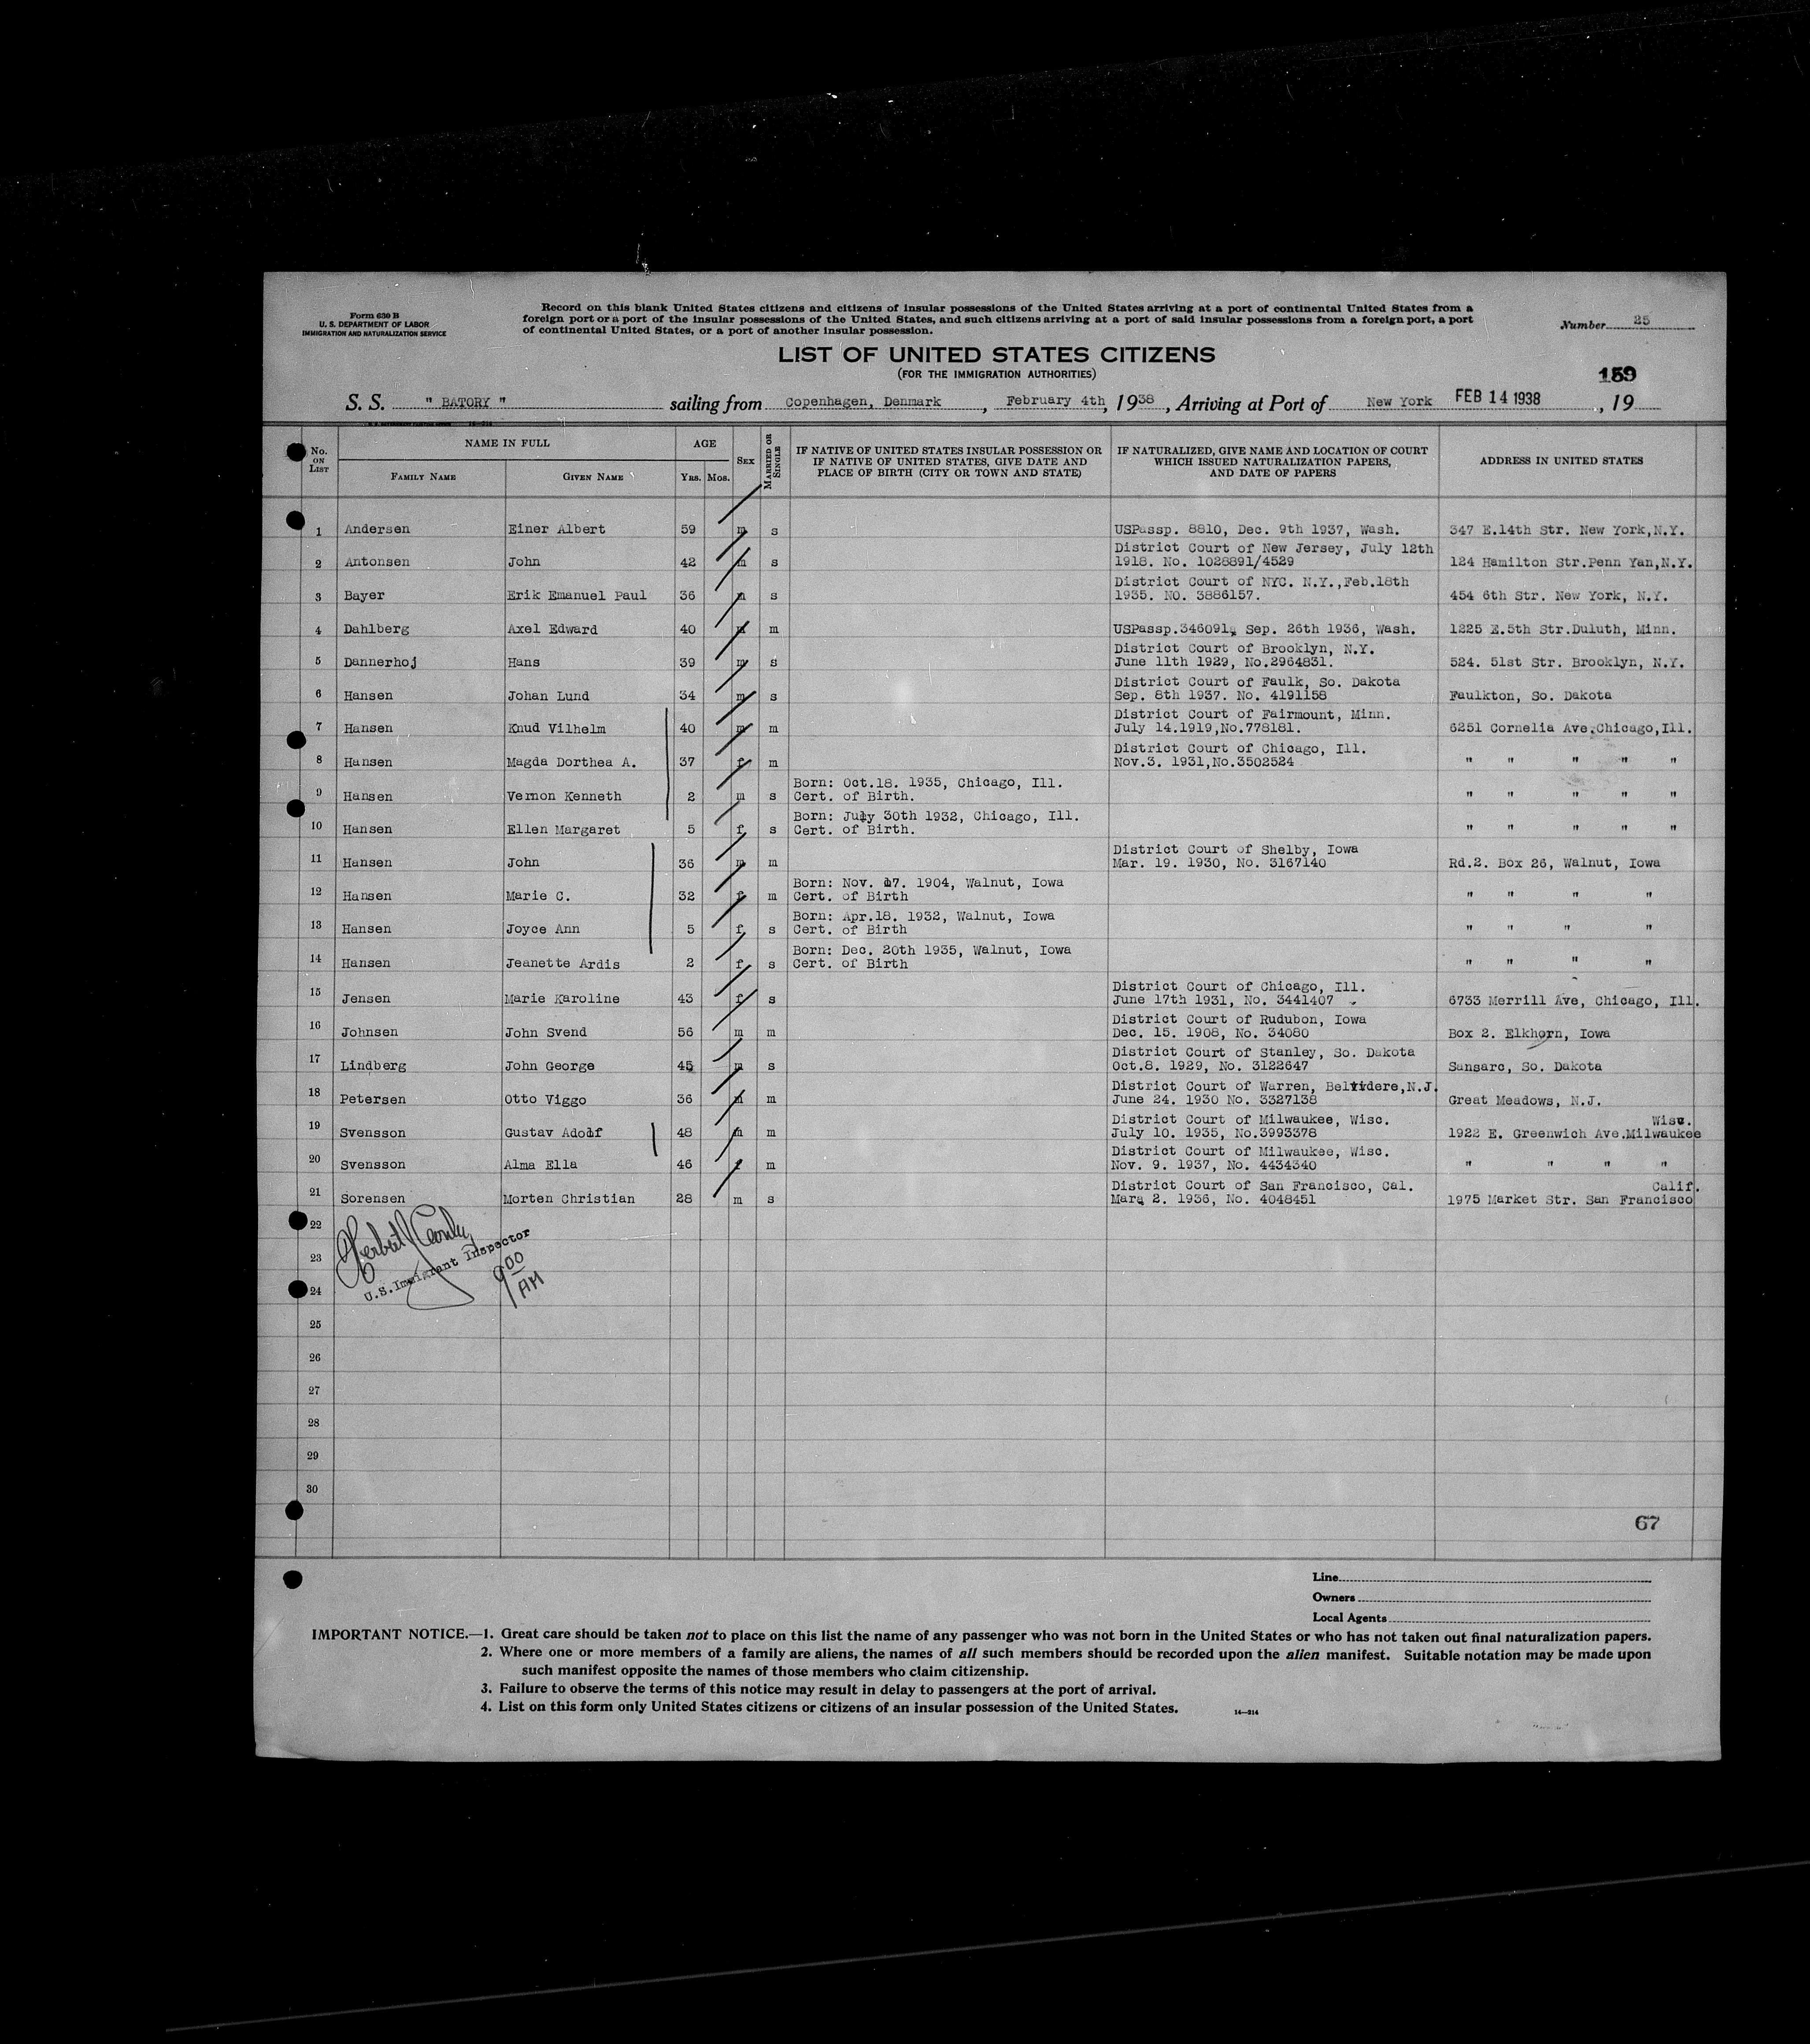 Form 630 B
U. S. DEPARTMENT OF LABOR
IMMIGRATION AND NATURALIZATION SERVICE
Record on this blank United States citizens and citizens of insular possessions of the United States arriving at a port of continental United States from a
foreign port or a port of the insular possessions of the United States, and such citizens arriving at a port of said insular possessions from a foreign port, a port
of continental United States, or a port of another insular possession.
Number 25
LIST OF UNITED STATES CITIZENS
(FOR THE IMMIGRATION AUTHORITIES)
159
S. S. " BATORY " sailing from Copenhagen, Denmark, February 4th, 1938, Arriving at Port of New York FEB 14 1938, 19
No. ON LIST
NAME IN FULL
FAMILY NAME GIVEN NAME
AGE
YRS. MOS.
SEX
MARRIED OR SINGLE
IF NATIVE OF UNITED STATES INSULAR POSSESSION OR
IF NATIVE OF UNITED STATES, GIVE DATE AND
PLACE OF BIRTH (CITY OR TOWN AND STATE)
IF NATURALIZED, GIVE NAME AND LOCATION OF COURT
WHICH ISSUED NATURALIZATION PAPERS,
AND DATE OF PAPERS
ADDRESS IN UNITED STATES
1 Andersen Einer Albert 59 m s USPassp. 8810, Dec. 9th 1937, Wash. 347 E.14th Str. New York,N.Y.
District Court of New Jersey, July 12th
2 Antonsen John 42 m s 1918. No. 1028891/4529 124 Hamilton Str.Penn Yan,N.Y.
District Court of NYC. N.Y.,Feb.18th
3 Bayer Erik Emanuel Paul 36 m s 1935. NO. 3886157. 454 6th Str. New York, N.Y.
4 Dahlberg Axel Edward 40 m m USPassp.346091, Sep. 26th 1936, Wash. 1225 E.5th Str.Duluth, Minn.
District Court of Brooklyn, N.Y.
5 Dannerhoj Hans 39 m s June 11th 1929, No.2964831. 524. 51st Str. Brooklyn, N.Y.
District Court of Faulk, So. Dakota
6 Hansen Johan Lund 34 m s Sep. 8th 1937. No. 4191158 Faulkton, So. Dakota
District Court of Fairmount, Minn.
7 Hansen Knud Vilhelm 40 m m July 14.1919,No.778181. 6251 Cornelia Ave.Chicago,Ill.
District Court of Chicago, Ill.
8 Hansen Magda Dorthea A. 37 f m Nov.3. 1931,No.3502524 " " " " "
Born: Oct.18. 1935, Chicago, Ill.
9 Hansen Vernon Kenneth 2 m s Cert. of Birth. " " " " "
Born: July 30th 1932, Chicago, Ill.
10 Hansen Ellen Margaret 5 f s Cert. of Birth. " " " " "
District Court of Shelby, Iowa
11 Hansen John 36 m m Mar. 19. 1930, No. 3167140 Rd.2. Box 26, Walnut, Iowa
Born: Nov. 17. 1904, Walnut, Iowa
12 Hansen Marie C. 32 f m Cert. of Birth " " " "
Born: Apr.18. 1932, Walnut, Iowa
13 Hansen Joyce Ann 5 f s Cert. of Birth " " " "
Born: Dec. 20th 1935, Walnut, Iowa
14 Hansen Jeanette Ardis 2 f s Cert. of Birth " " " "
District Court of Chicago, Ill.
15 Jensen Marie Karoline 43 f s June 17th 1931, No. 3441407 6733 Merrill Ave, Chicago, Ill.
District Court of Rudubon, Iowa
16 Johnsen John Svend 56 m m Dec. 15. 1908, No. 34080 Box 2. Elkhorn, Iowa
District Court of Stanley, So. Dakota
17 Lindberg John George 45 m s Oct.8. 1929, No. 3122647 Sansarc, So. Dakota
District Court of Warren, Belvidere,N.J.
18 Petersen Otto Viggo 36 m m June 24. 1930 No. 3327138 Great Meadows, N.J.
District Court of Milwaukee, Wisc. Wisc.
19 Svensson Gustav Adolf 48 m m July 10. 1935, No.3993378 1922 E. Greenwich Ave.Milwaukee
District Court of Milwaukee, Wisc.
20 Svensson Alma Ella 46 f m Nov. 9. 1937, No. 4434340 " " " "
District Court of San Francisco, Cal. Calif.
21 Sorensen Morten Christian 28 m s Mar. 2. 1936, No. 4048451 1975 Market Str. San Francisco
22
23
U.S.Immigrant Inspector
9 00 AM
24
25
26
27
28
29
30
67
Line
Owners
Local Agents
IMPORTANT NOTICE.—1. Great care should be taken not to place on this list the name of any passenger who was not born in the United States or who has not taken out final naturalization papers.
2. Where one or more members of a family are aliens, the names of all such members should be recorded upon the alien manifest. Suitable notation may be made upon
such manifest opposite the names of those members who claim citizenship.
3. Failure to observe the terms of this notice may result in delay to passengers at the port of arrival.
4. List on this form only United States citizens or citizens of an insular possession of the United States.
14—214